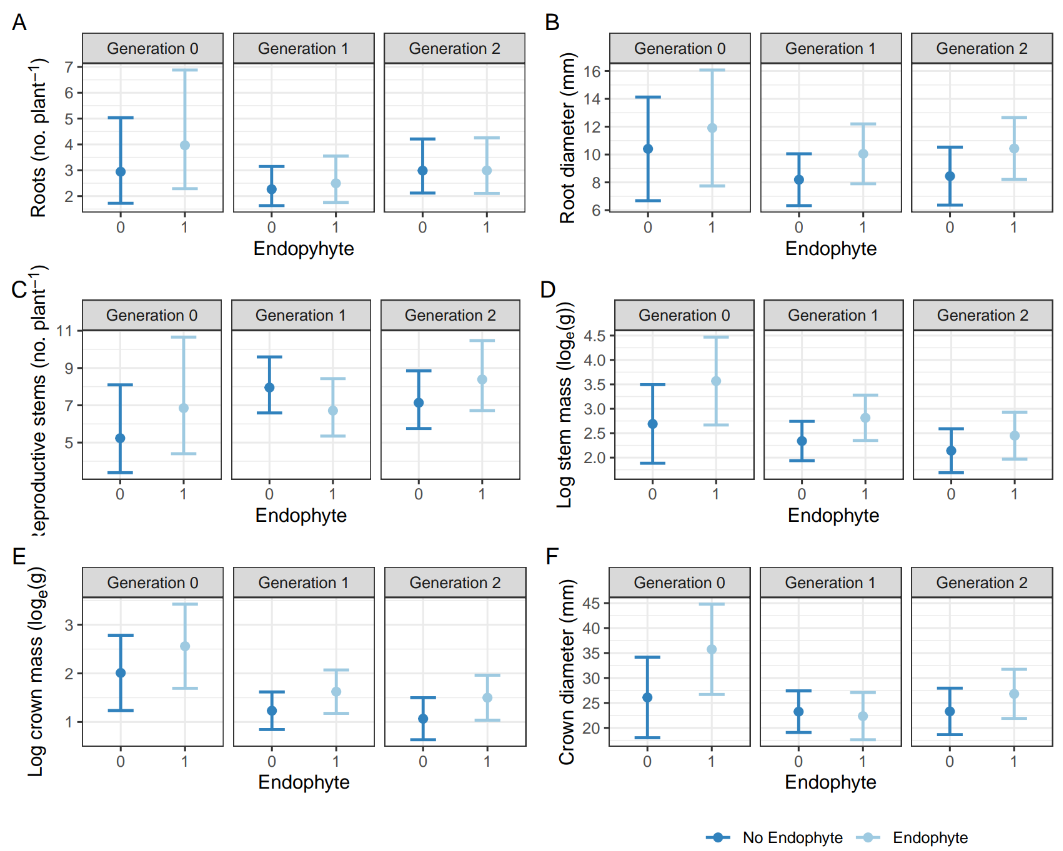 A
Generation 0 Generation 1 Generation 2
Roots (no. plant⁻¹)
7
6
5
4
3
2
0 1 0 1 0 1
Endopyhyte
B
Generation 0 Generation 1 Generation 2
Root diameter (mm)
16
14
12
10
8
6
0 1 0 1 0 1
Endophyte
C
Generation 0 Generation 1 Generation 2
eproductive stems (no. plant⁻¹)
11
9
7
5
0 1 0 1 0 1
Endophyte
D
Generation 0 Generation 1 Generation 2
Log stem mass (logₑ(g))
4.5
4.0
3.5
3.0
2.5
2.0
0 1 0 1 0 1
Endophyte
E
Generation 0 Generation 1 Generation 2
Log crown mass (logₑ(g)
3
2
1
0 1 0 1 0 1
Endophyte
F
Generation 0 Generation 1 Generation 2
Crown diameter (mm)
45
40
35
30
25
20
0 1 0 1 0 1
Endophyte
No Endophyte Endophyte